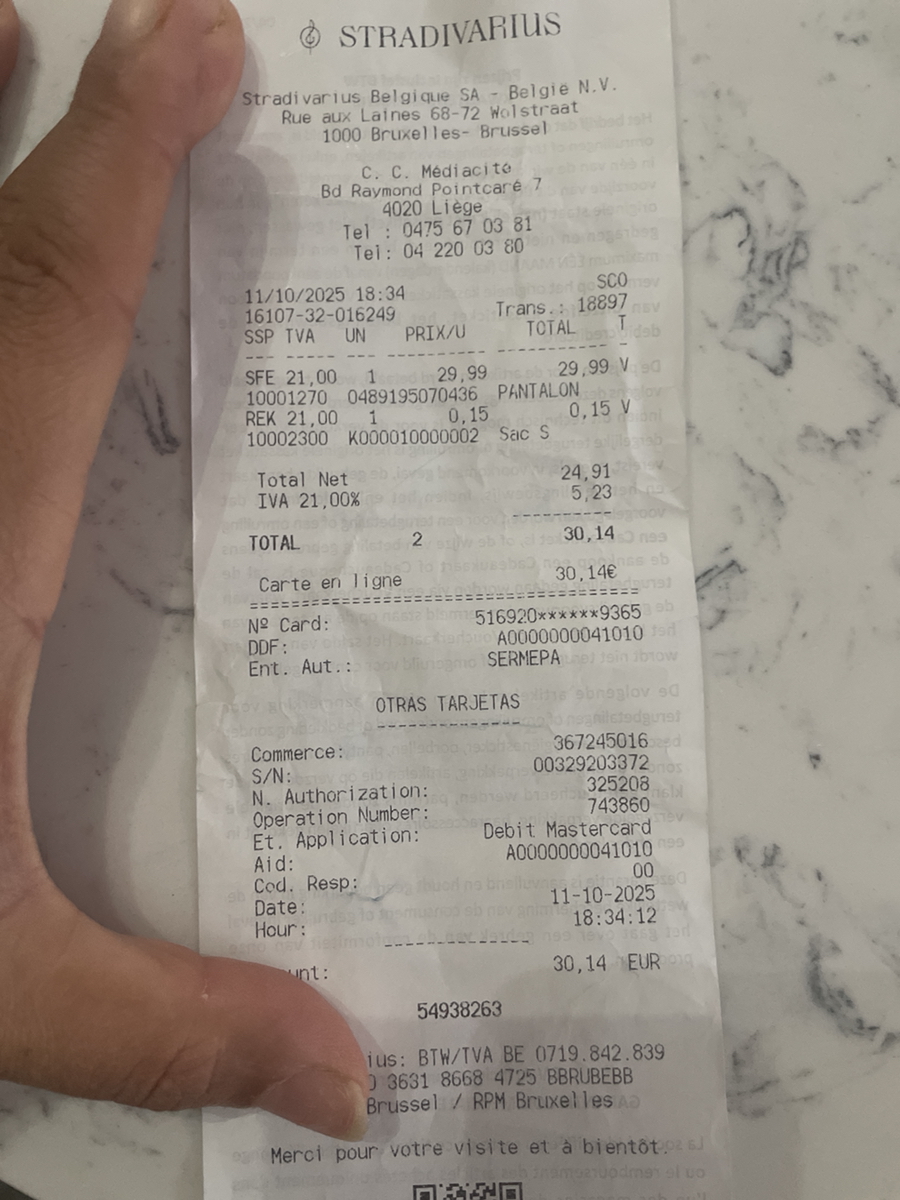 STRADIVARIUS
Stradivarius Belgique SA - België N.V.
Rue aux Laines 68-72 Wolstraat
1000 Bruxelles- Brussel
C. C. Médiacité
Bd Raymond Pointcaré 7
4020 Liège
Tel : 0475 67 03 81
Tel: 04 220 03 80
11/10/2025 18:34 SCO
16107-32-016249 Trans.: 18897
SSP TVA UN PRIX/U TOTAL T
--- ----- --- --------- ---------- -
SFE 21,00 1 29,99 29,99 V
10001270 0489195070436 PANTALON
REK 21,00 1 0,15 0,15 V
10002300 K000010000002 Sac S
Total Net 24,91
IVA 21,00% 5,23
----------
TOTAL 2 30,14
Carte en ligne 30,14€
========================================
Nº Card: 516920******9365
DDF: A0000000041010
Ent. Aut.: SERMEPA
OTRAS TARJETAS
---------------
Commerce: 367245016
S/N: 00329203372
N. Authorization: 325208
Operation Number: 743860
Et. Application: Debit Mastercard
Aid: A0000000041010
Cod. Resp: 00
Date: 11-10-2025
Hour: 18:34:12
---------------
unt: 30,14 EUR
54938263
ius: BTW/TVA BE 0719.842.839
3631 8668 4725 BBRUBEBB
Brussel / RPM Bruxelles
Merci pour votre visite et à bientôt.